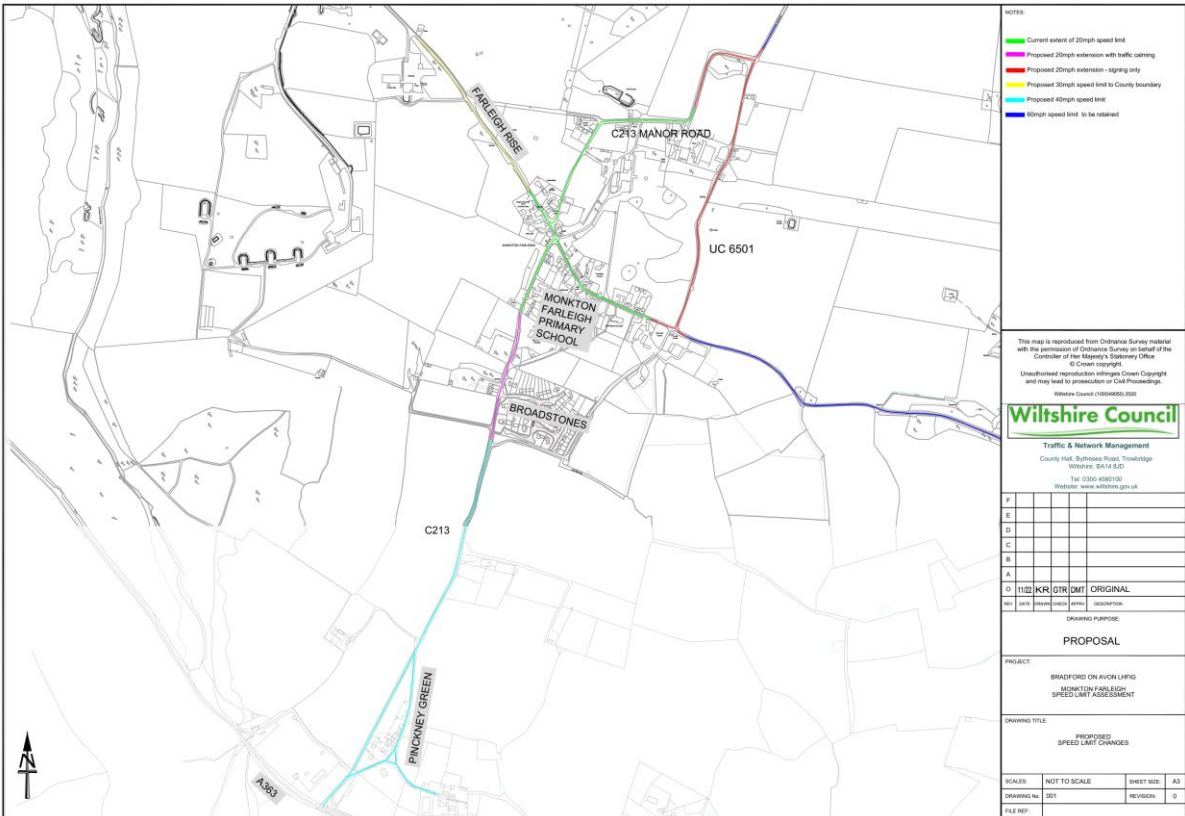 FARLEIGH RISE
C213 MANOR ROAD
UC 6501
MONKTON
FARLEIGH
PRIMARY
SCHOOL
BROADSTONES
C213
PINCKNEY GREEN
A363
N
NOTES:
Current extent of 20mph speed limit
Proposed 20mph extension with traffic calming
Proposed 20mph extension - signing only
Proposed 30mph speed limit to County boundary
Proposed 40mph speed limit
60mph speed limit to be retained
This map is reproduced from Ordnance Survey material
with the permission of Ordnance Survey on behalf of the
Controller of Her Majesty's Stationery Office
© Crown copyright.
Unauthorised reproduction infringes Crown Copyright
and may lead to prosecution or Civil Proceedings.
Wiltshire Council (100049050) 2020
Wiltshire Council
Traffic & Network Management
County Hall, Bythesea Road, Trowbridge
Wiltshire, BA14 8JD
Tel: 0300 4560100
Website: www.wiltshire.gov.uk
F
E
D
C
B
A
O 11/22 KR GTR DMT ORIGINAL
REV DATE DRAWN CHECK APPRV DESCRIPTION
DRAWING PURPOSE:
PROPOSAL
PROJECT:
BRADFORD ON AVON LHFIG
MONKTON FARLEIGH
SPEED LIMIT ASSESSMENT
DRAWING TITLE:
PROPOSED
SPEED LIMIT CHANGES
SCALES: NOT TO SCALE SHEET SIZE: A3
DRAWING No. 001 REVISION: 0
FILE REF: